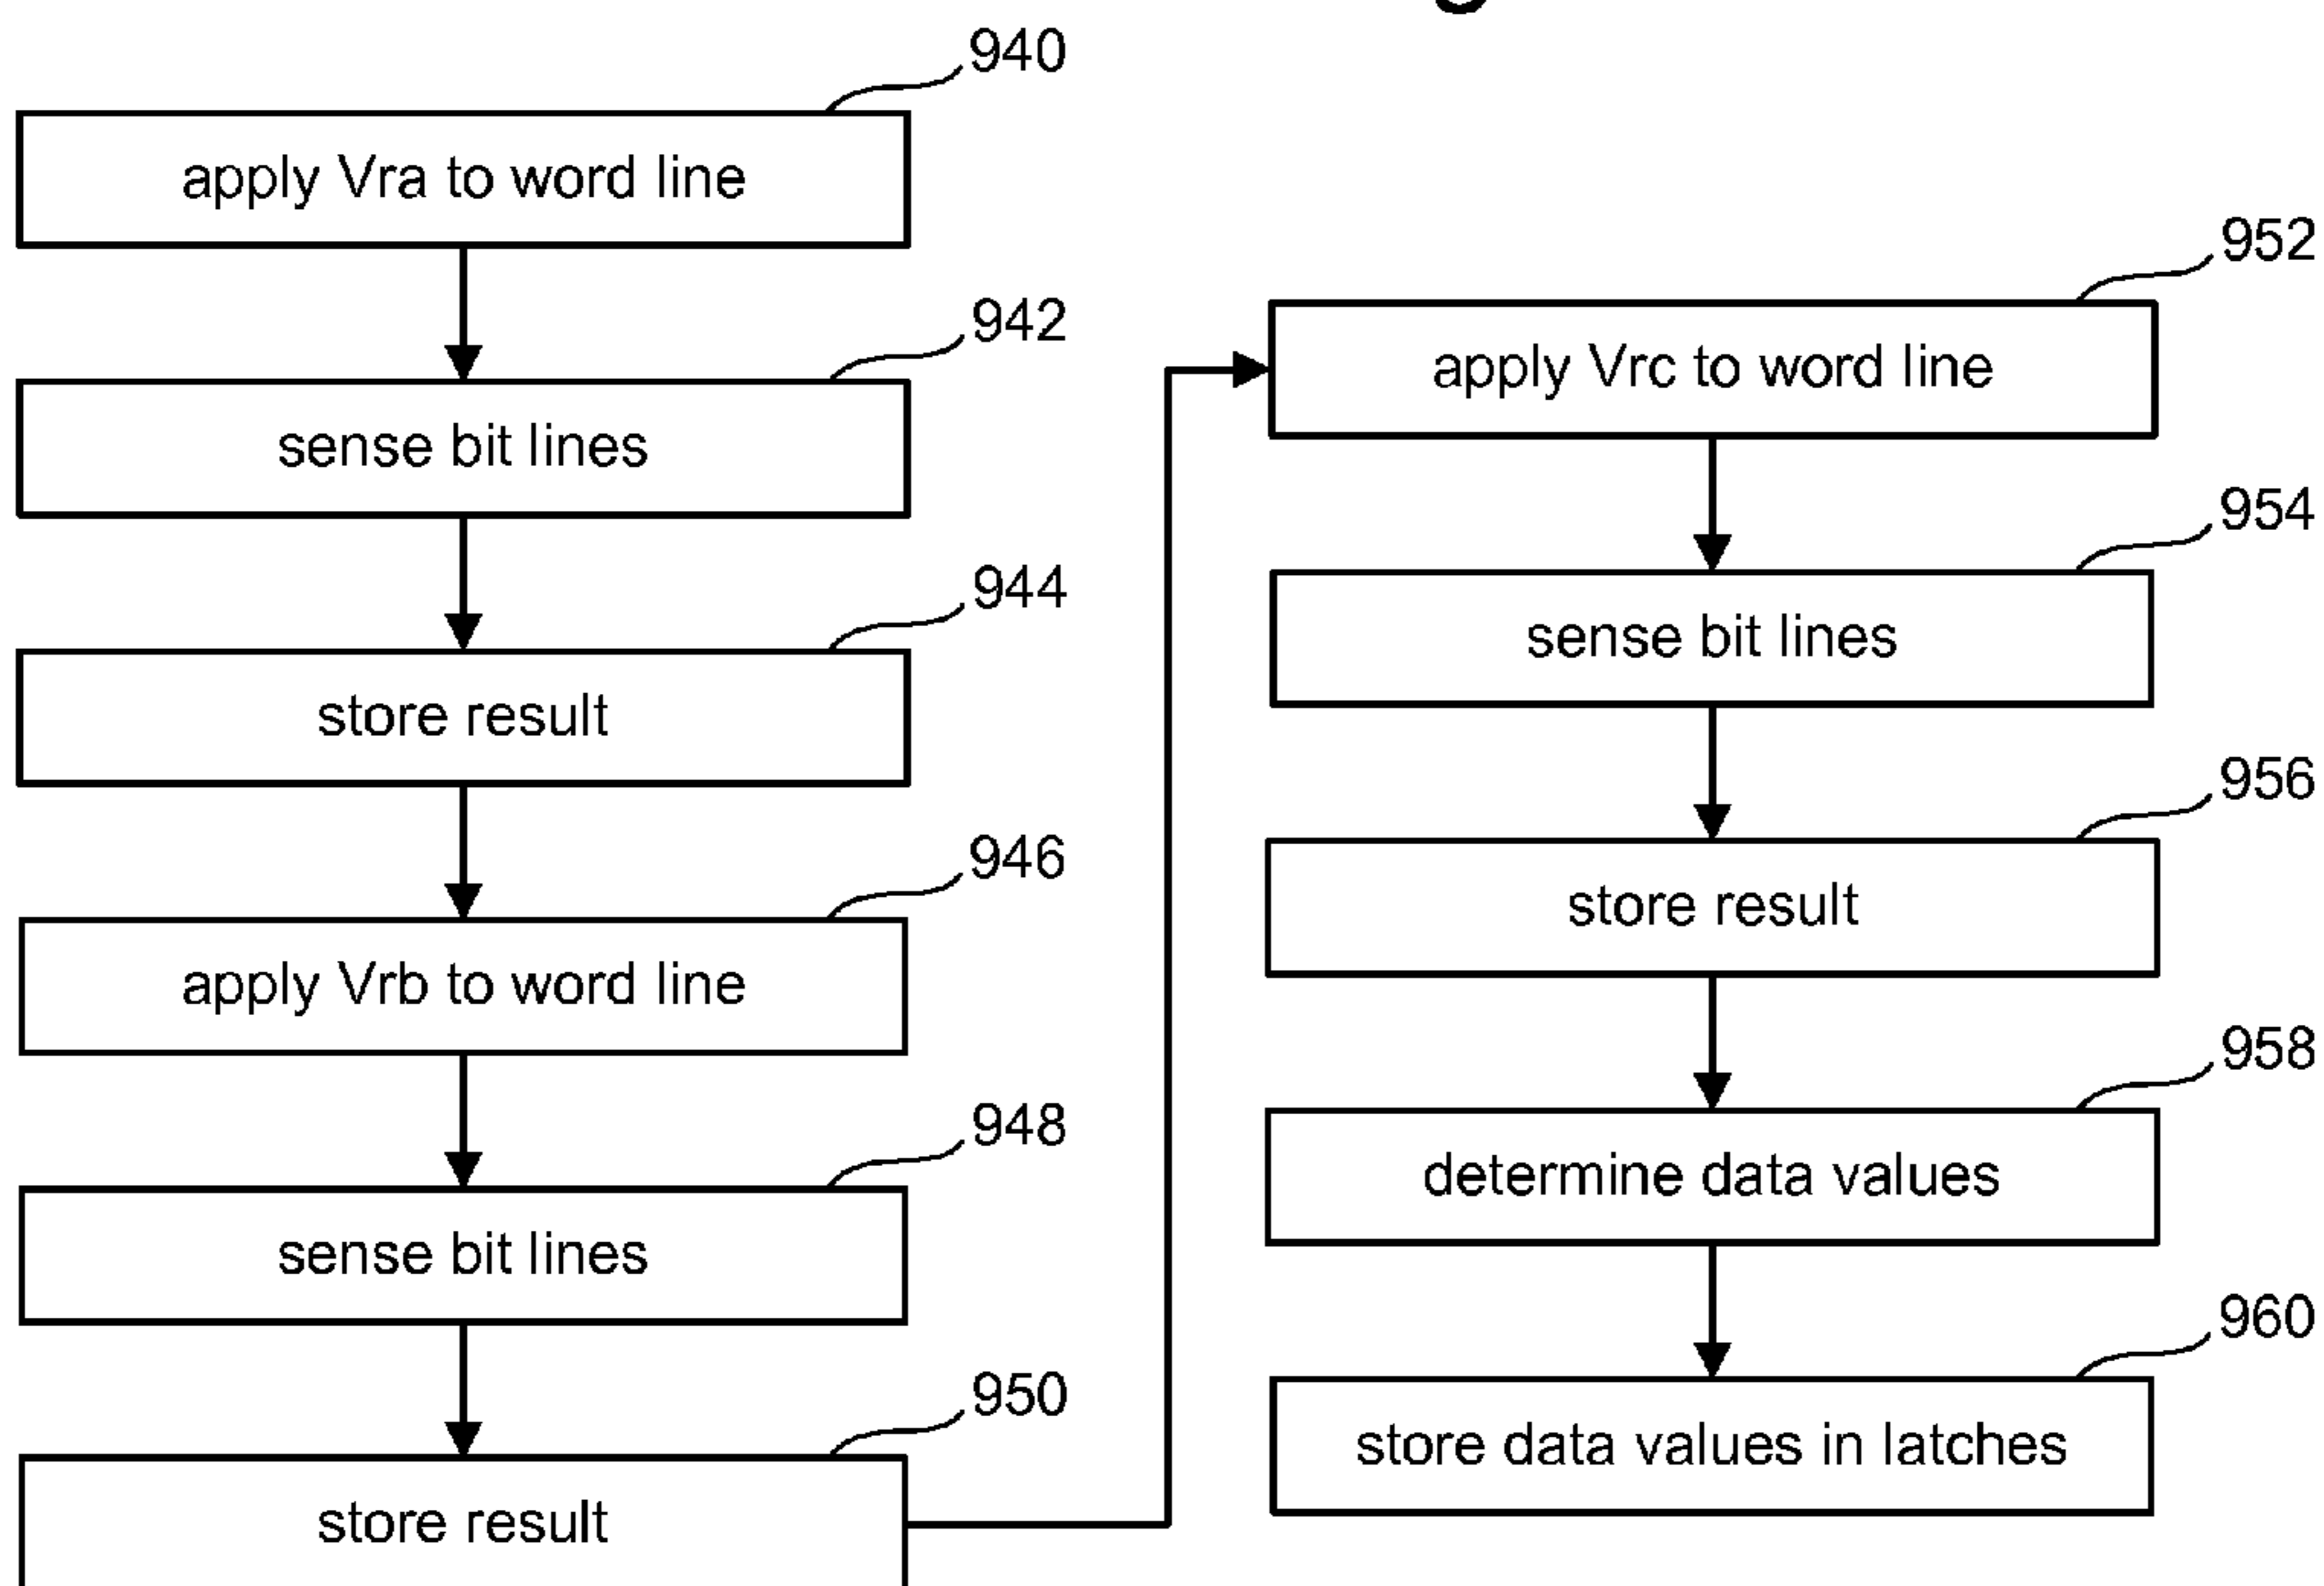 940
apply Vra to word line
942
sense bit lines
944
store result
946
apply Vrb to word line
948
sense bit lines
950
store result
952
apply Vrc to word line
954
sense bit lines
956
store result
958
determine data values
960
store data values in latches